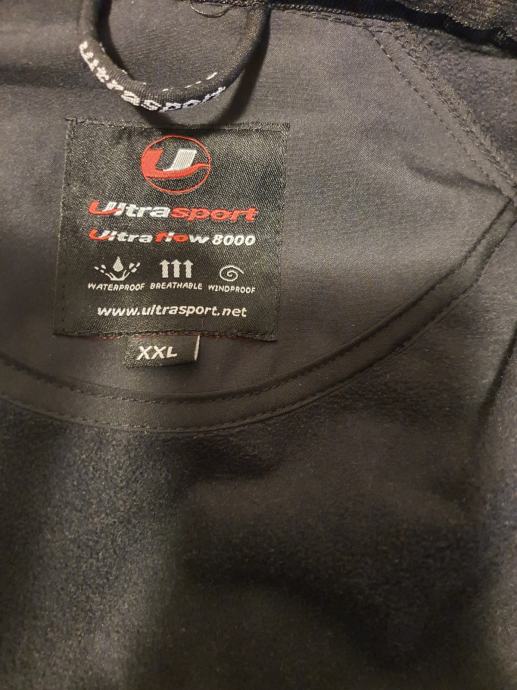 ultrasport
U
Ultrasport
Ultraflow 8000
WATERPROOF BREATHABLE WINDPROOF
www.ultrasport.net
XXL